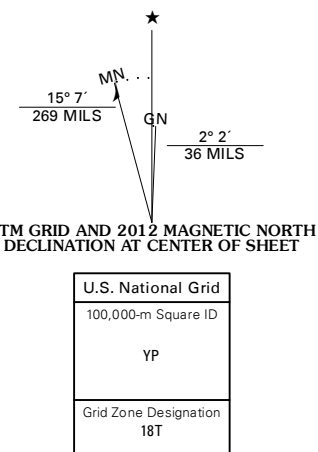 ★
MN
GN
15° 7´
269 MILS
2° 2´
36 MILS
TM GRID AND 2012 MAGNETIC NORTH
DECLINATION AT CENTER OF SHEET
U.S. National Grid
100,000-m Square ID
YP
Grid Zone Designation
18T